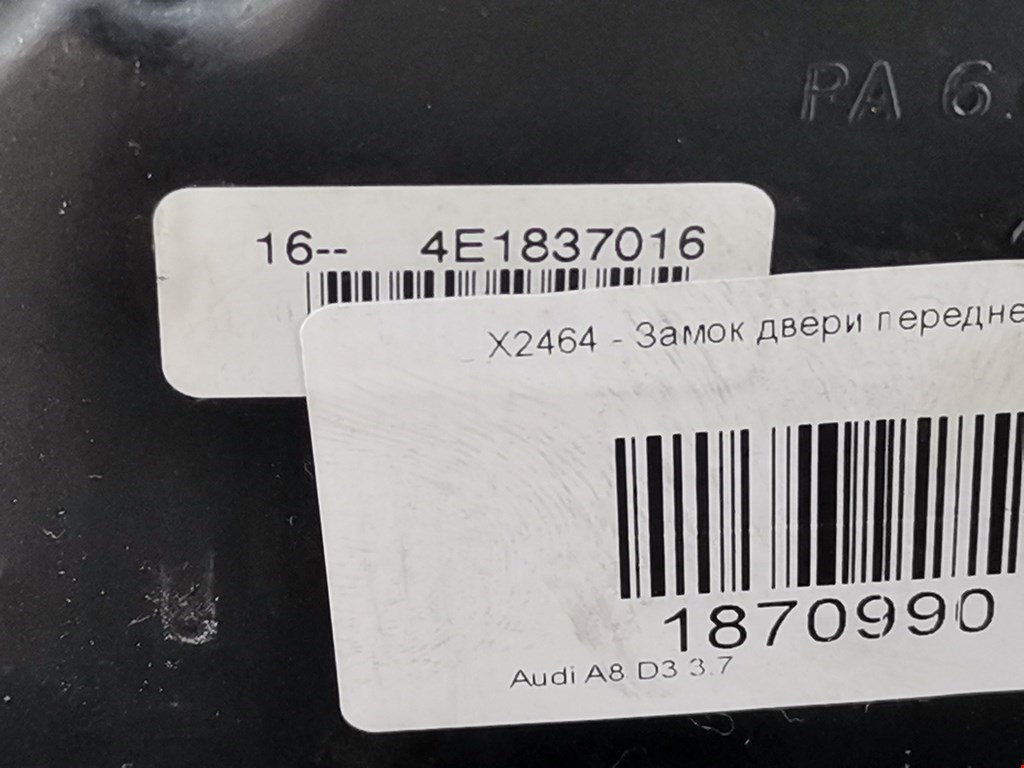 PA 6.
16-- 4E1837016
X2464 - Замок двери передне
1870990
Audi A8 D3 3.7